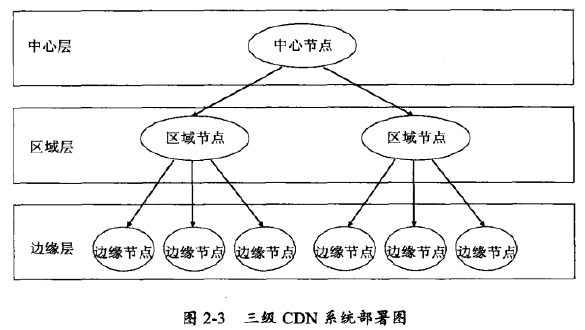 中心层
中心节点
区域层
区域节点 区域节点
边缘层
边缘节点 边缘节点 边缘节点 边缘节点 边缘节点 边缘节点
图 2-3 三级 CDN 系统部署图